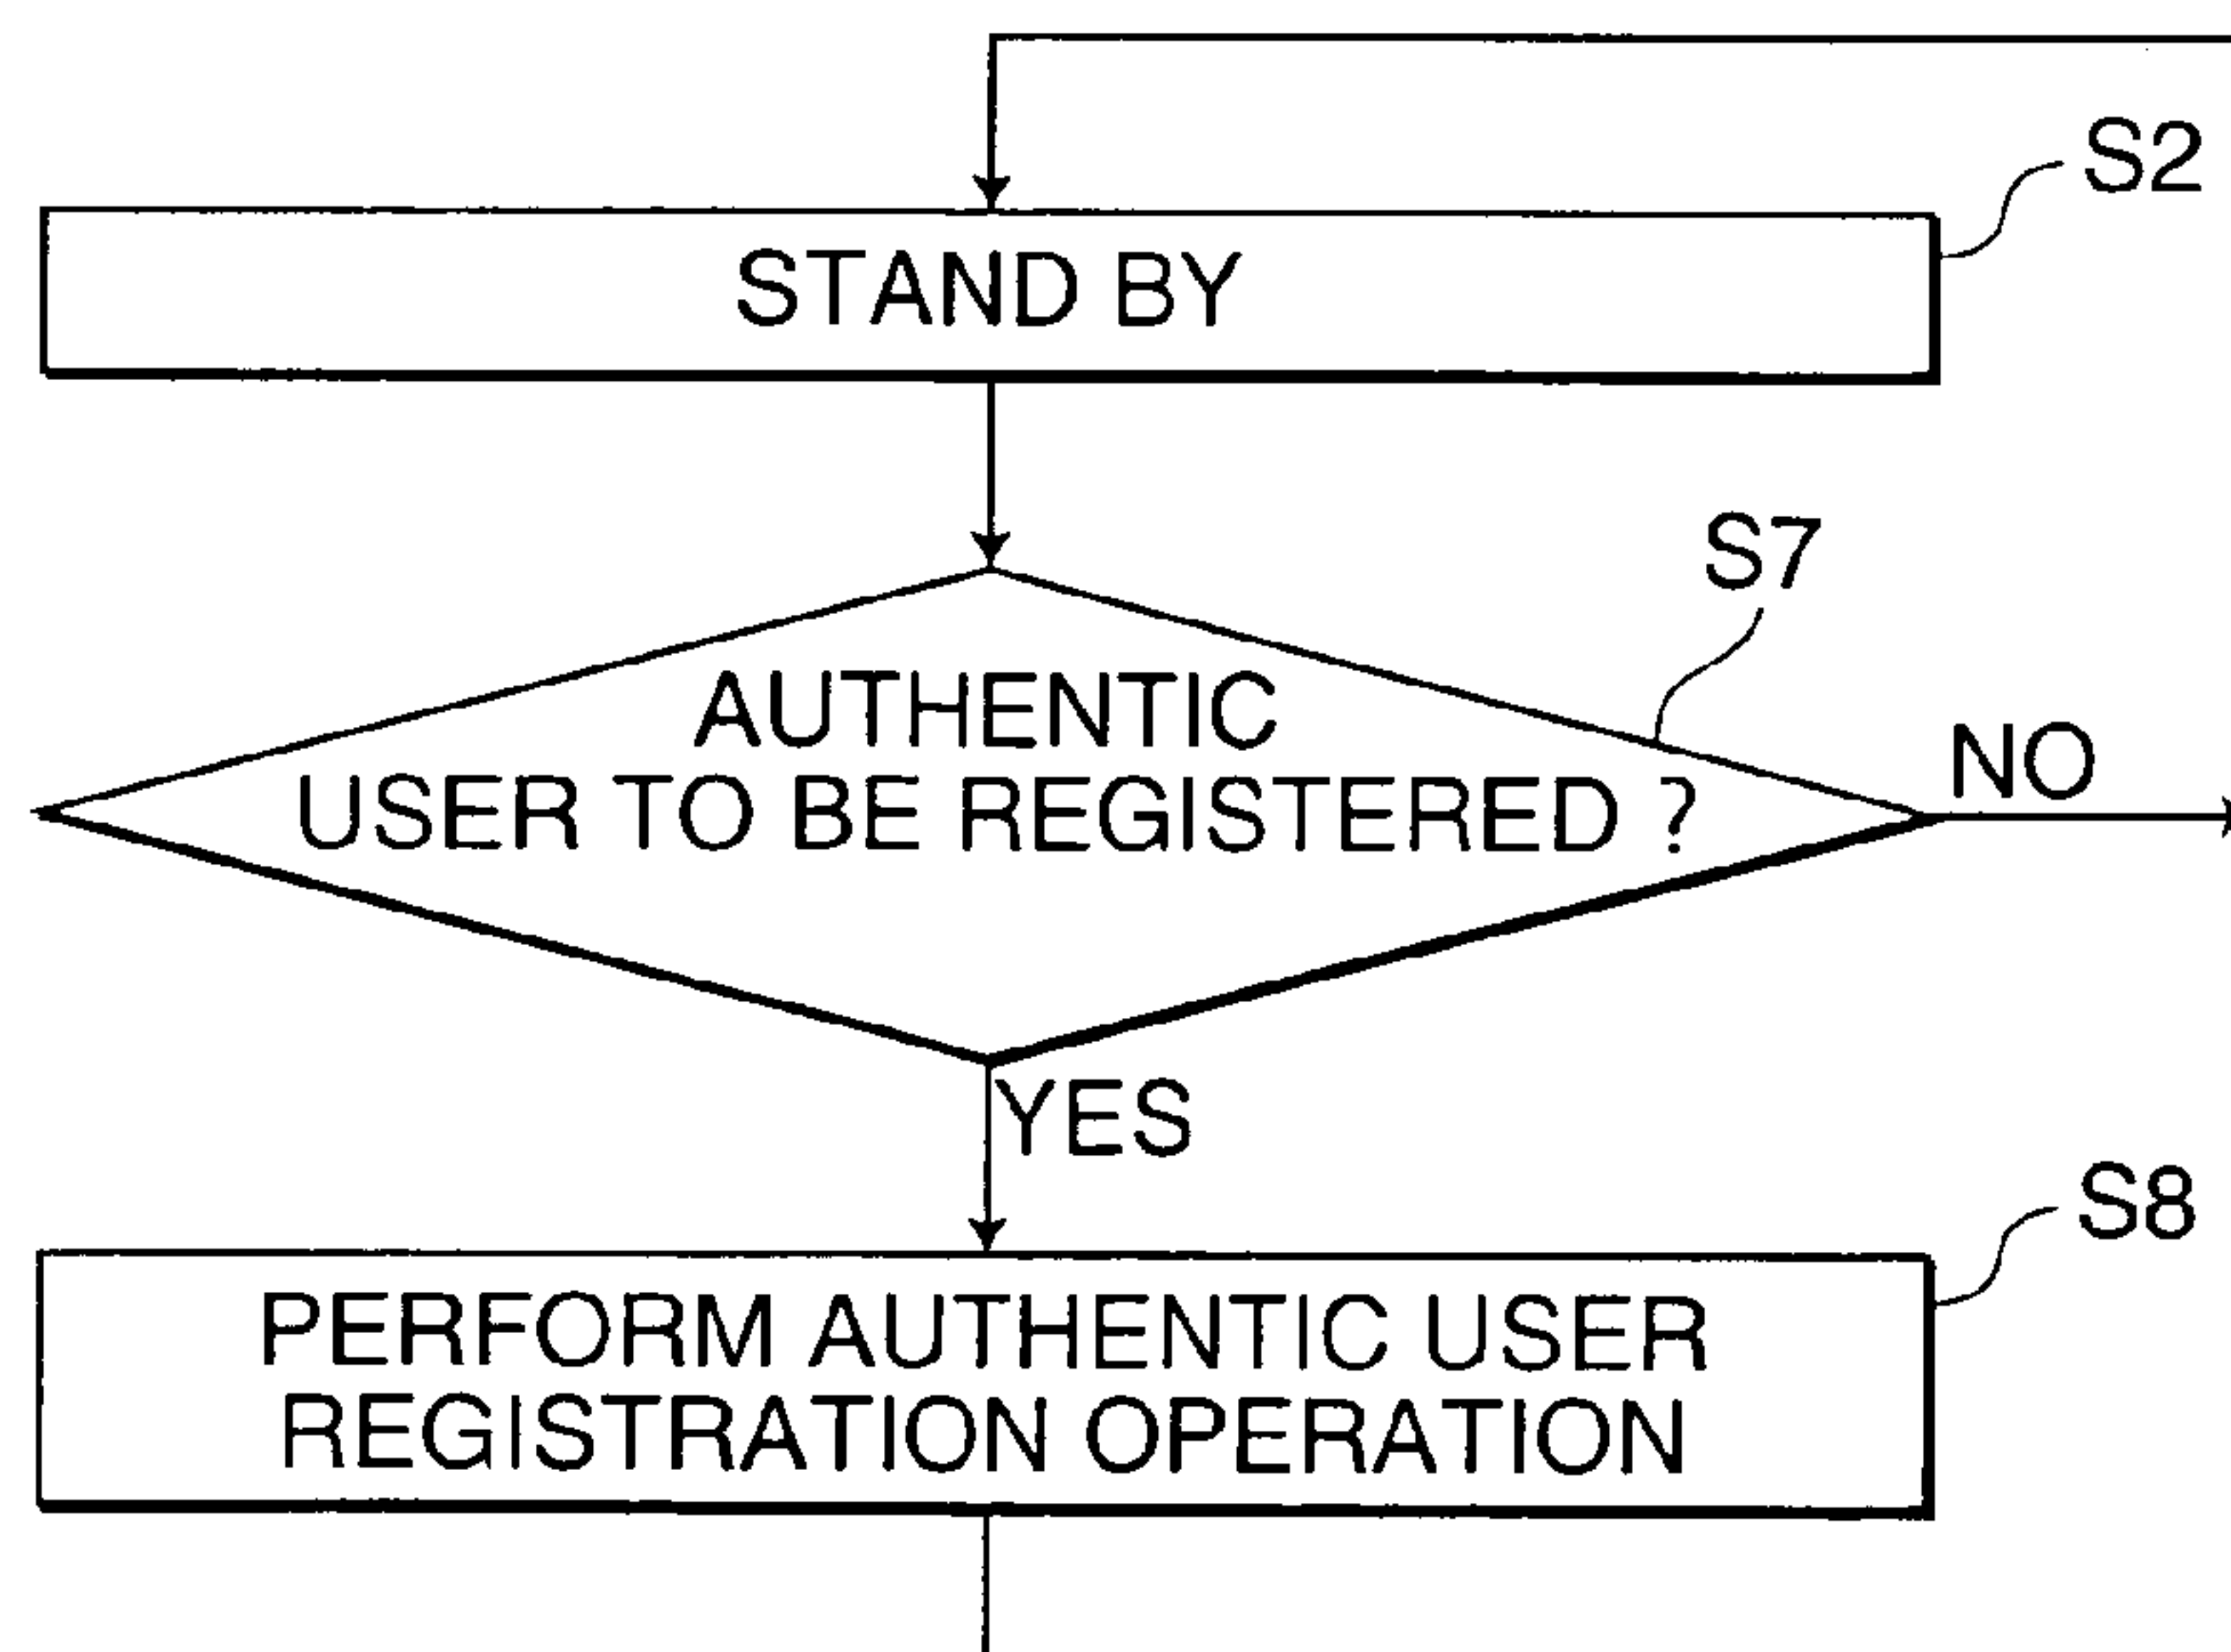 S2
STAND BY
S7
AUTHENTIC
USER TO BE REGISTERED ?
NO
YES
S8
PERFORM AUTHENTIC USER
REGISTRATION OPERATION